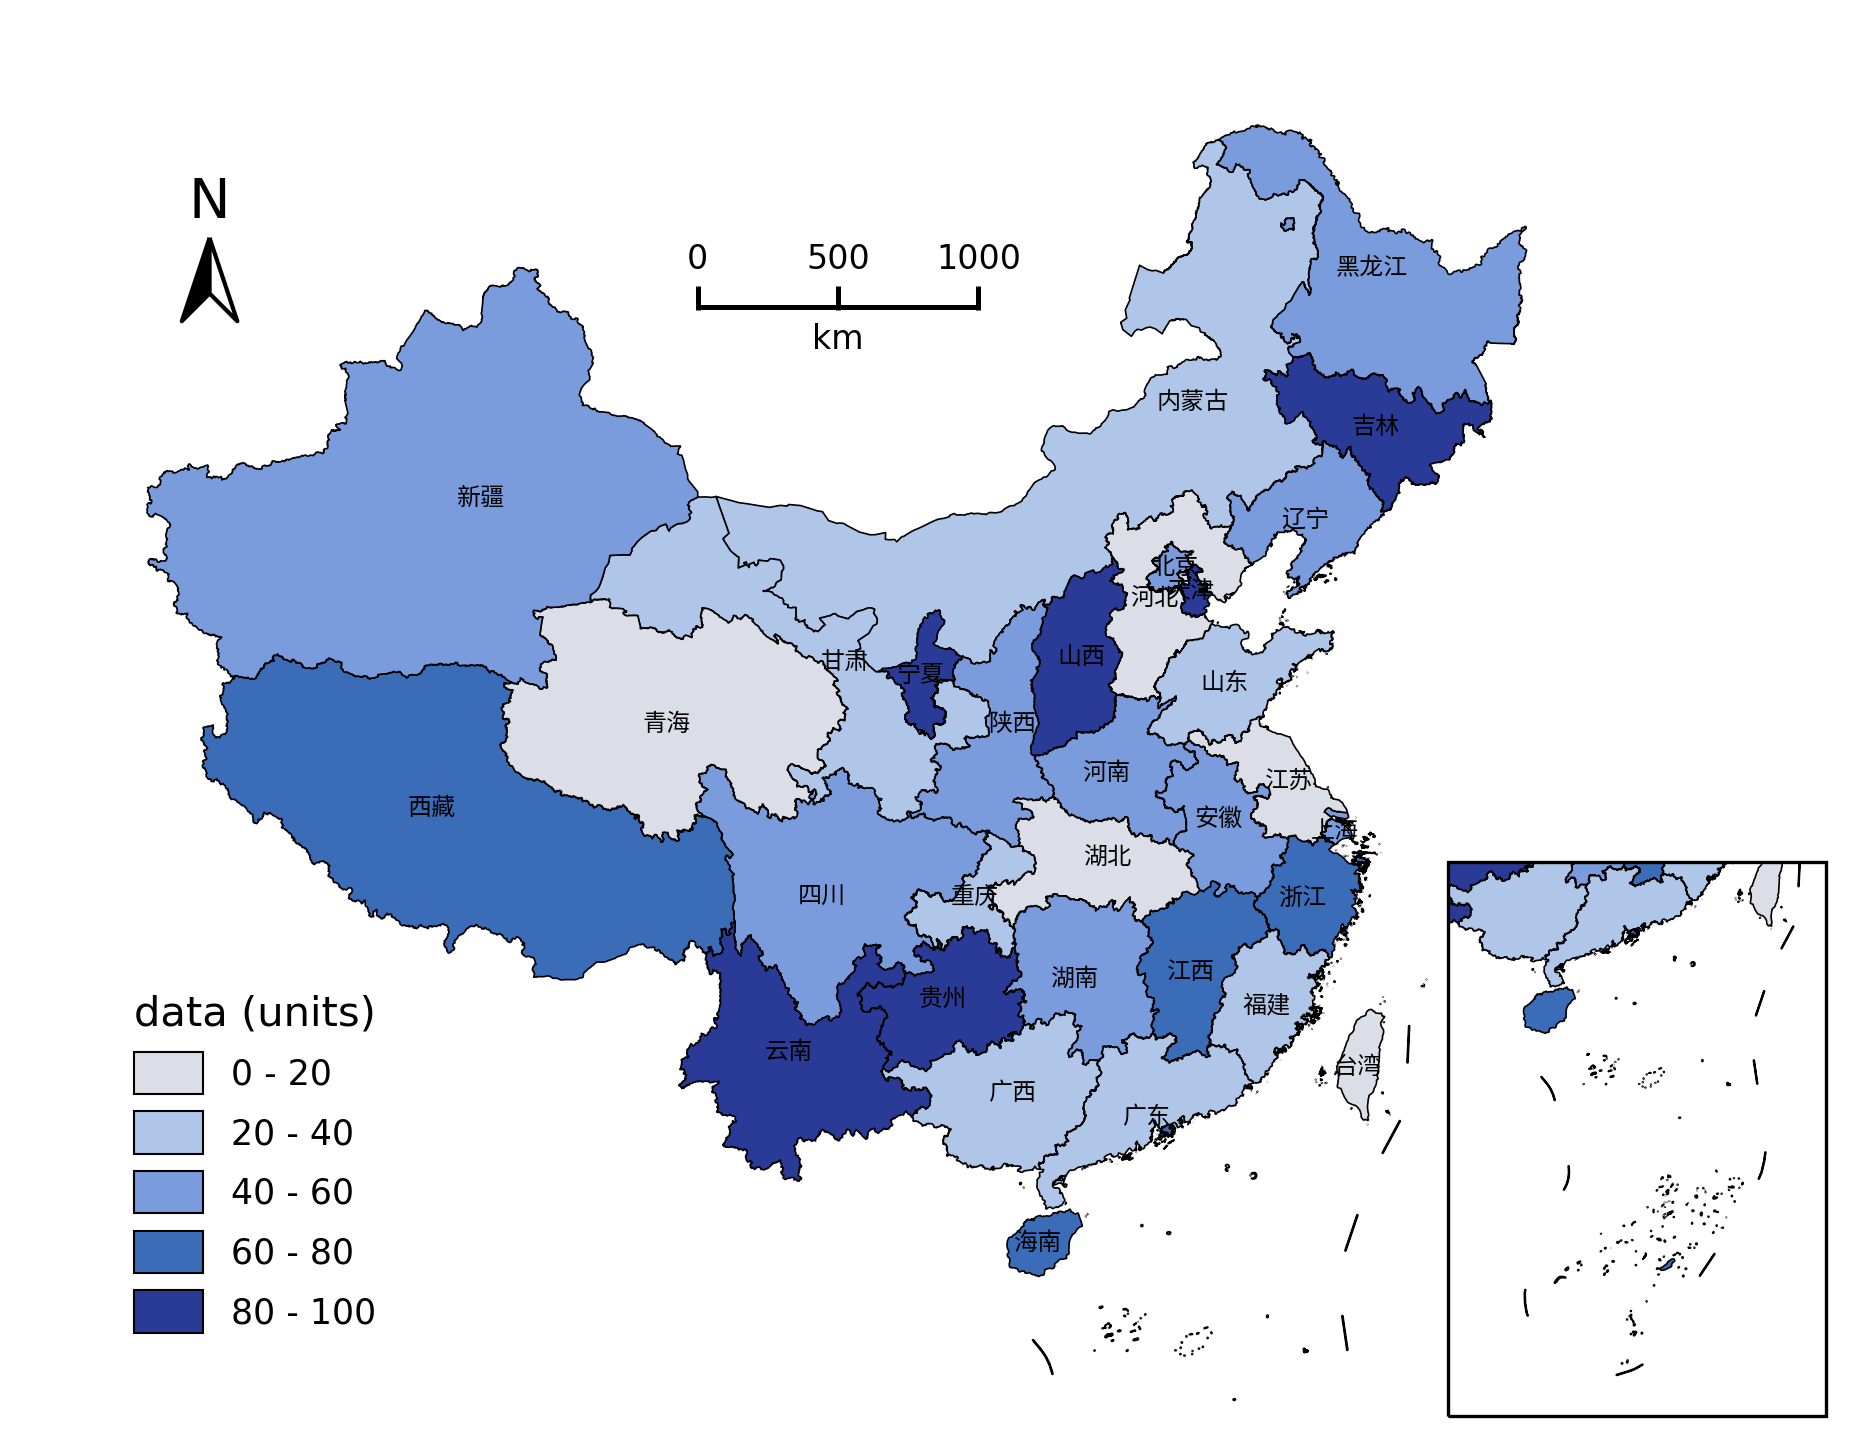 N
0 500 1000
km
黑龙江
内蒙古
吉林
新疆
辽宁
北京
天津
河北
山西
甘肃
宁夏
山东
青海
陕西
河南
江苏
西藏
安徽
上海
湖北
四川
重庆
浙江
湖南
江西
贵州
福建
云南
台湾
广西
广东
海南
data (units)
0 - 20
20 - 40
40 - 60
60 - 80
80 - 100